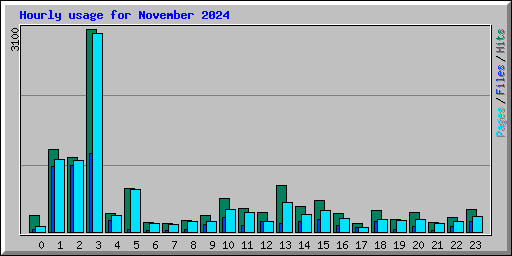 Hourly usage for November 2024
3100
Pages / Files / Hits
0 1 2 3 4 5 6 7 8 9 10 11 12 13 14 15 16 17 18 19 20 21 22 23